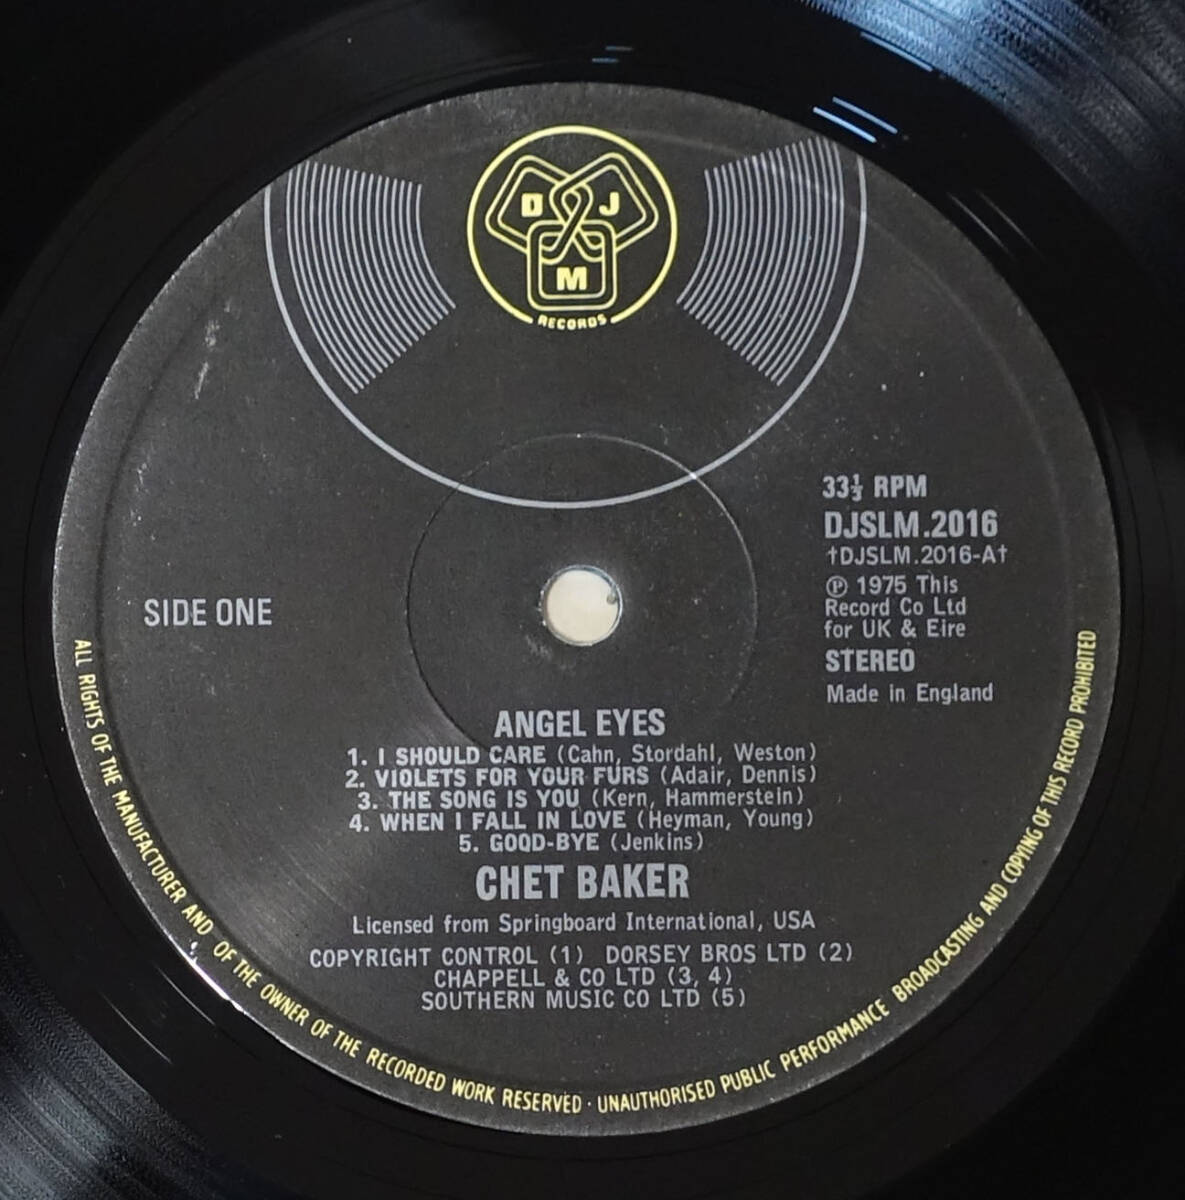 D J
M
RECORDS
33⅓ RPM
DJSLM.2016
†DJSLM.2016-A†
℗ 1975 This
Record Co Ltd
for UK & Eire
STEREO
Made in England
SIDE ONE
ANGEL EYES
1. I SHOULD CARE (Cahn, Stordahl, Weston)
2. VIOLETS FOR YOUR FURS (Adair, Dennis)
3. THE SONG IS YOU (Kern, Hammerstein)
4. WHEN I FALL IN LOVE (Heyman, Young)
5. GOOD-BYE (Jenkins)
CHET BAKER
Licensed from Springboard International, USA
COPYRIGHT CONTROL (1) DORSEY BROS LTD (2)
CHAPPELL & CO LTD (3, 4)
SOUTHERN MUSIC CO LTD (5)
ALL RIGHTS OF THE MANUFACTURER AND OF THE OWNER OF THE RECORDED WORK RESERVED · UNAUTHORISED PUBLIC PERFORMANCE BROADCASTING AND COPYING OF THIS RECORD PROHIBITED